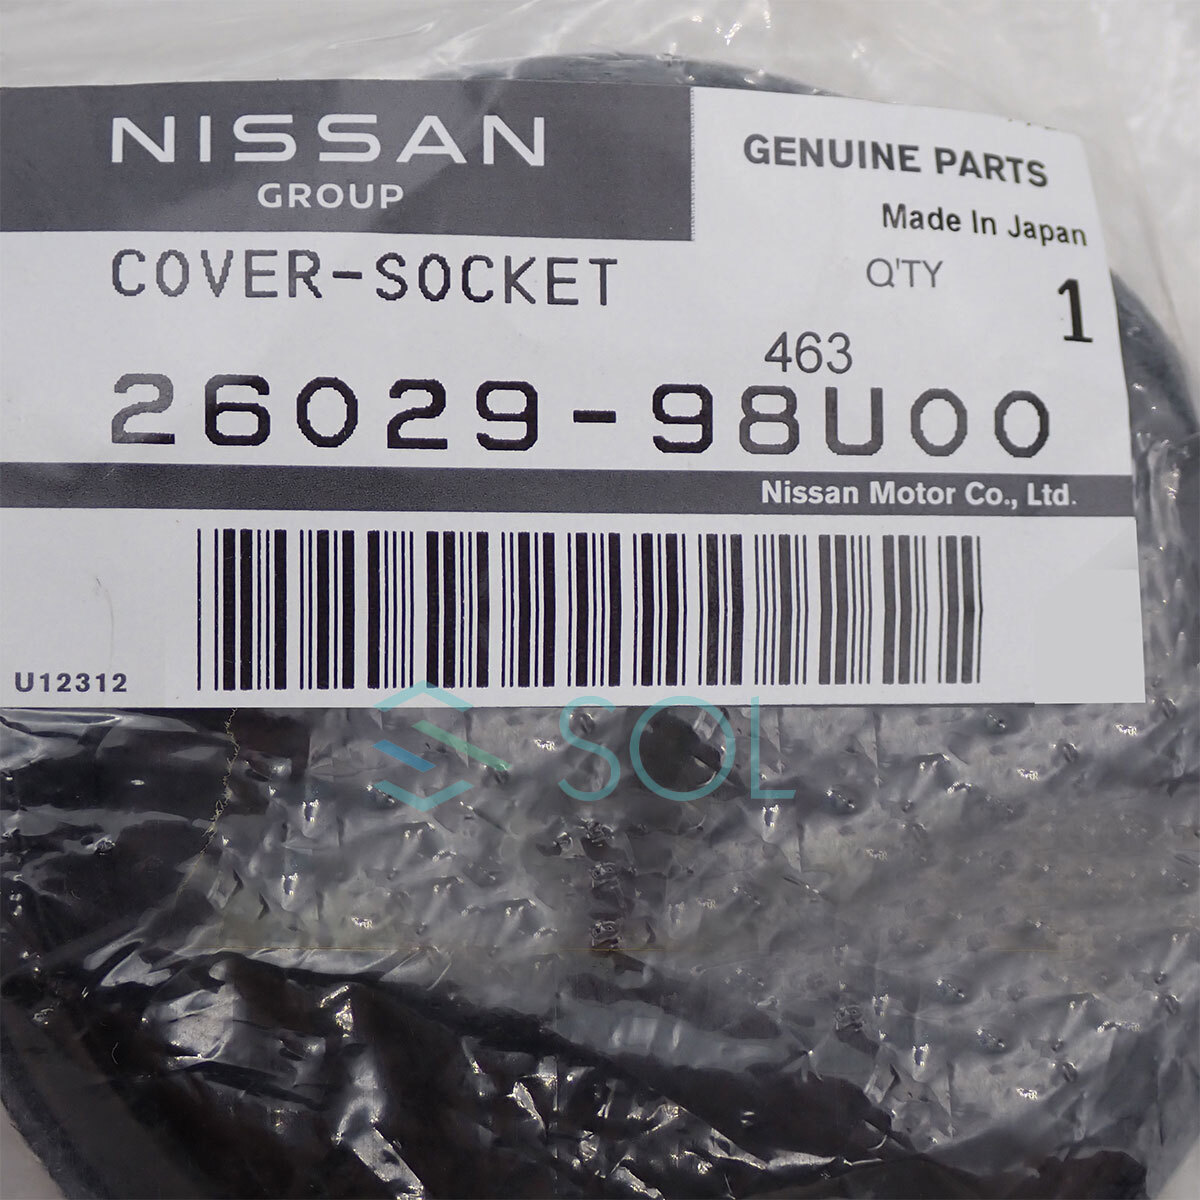 NISSAN
GROUP
GENUINE PARTS
Made In Japan
COVER-SOCKET
Q'TY
1
463
26029-98U00
Nissan Motor Co., Ltd.
U12312
SOL